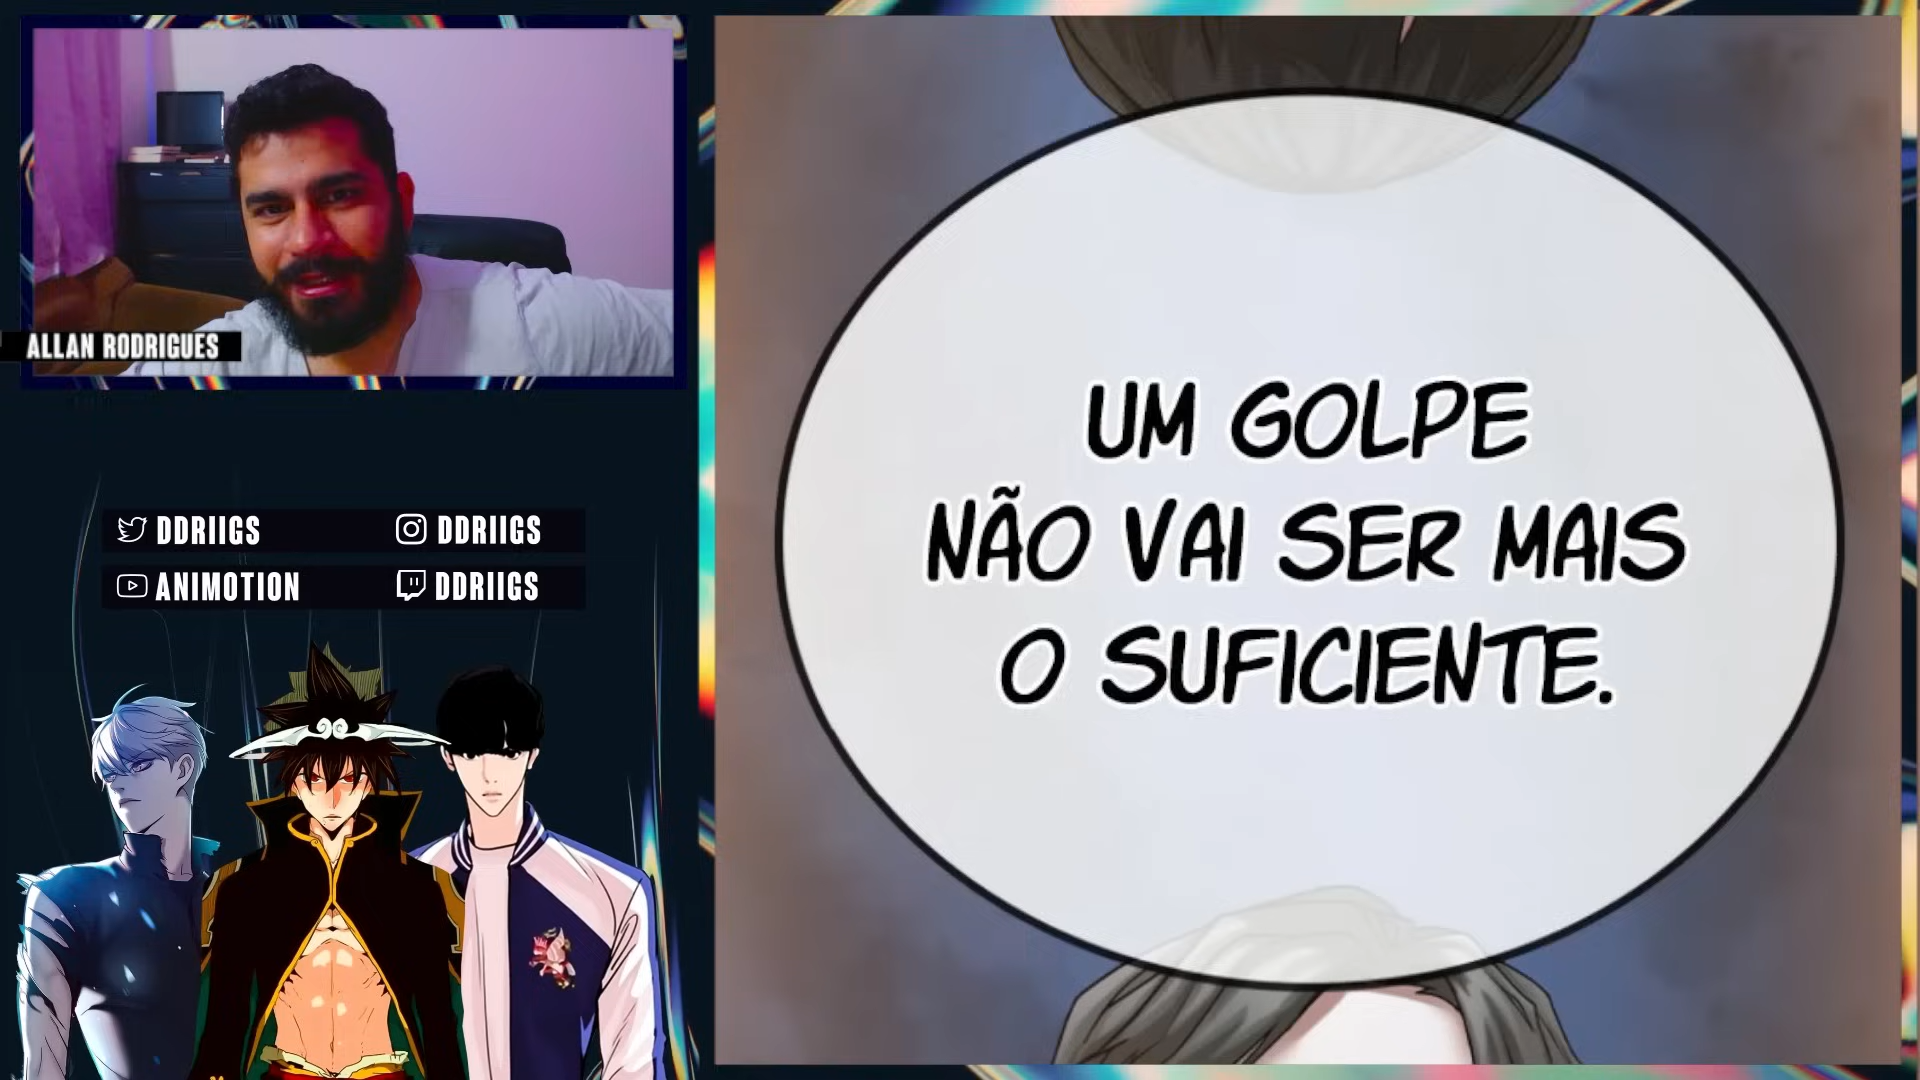 ALLAN RODRIGUES
DDRIIGS
DDRIIGS
ANIMOTION
DDRIIGS
UM GOLPE
NÃO VAI SER MAIS
O SUFICIENTE.